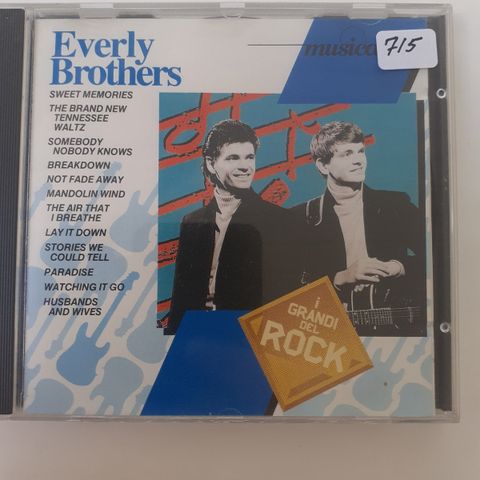 Everly
Brothers
SWEET MEMORIES
THE BRAND NEW
TENNESSEE
WALTZ
SOMEBODY
NOBODY KNOWS
BREAKDOWN
NOT FADE AWAY
MANDOLIN WIND
THE AIR THAT
I BREATHE
LAY IT DOWN
STORIES WE
COULD TELL
PARADISE
WATCHING IT GO
HUSBANDS
AND WIVES
musica
715
i
GRANDI
DEL
ROCK